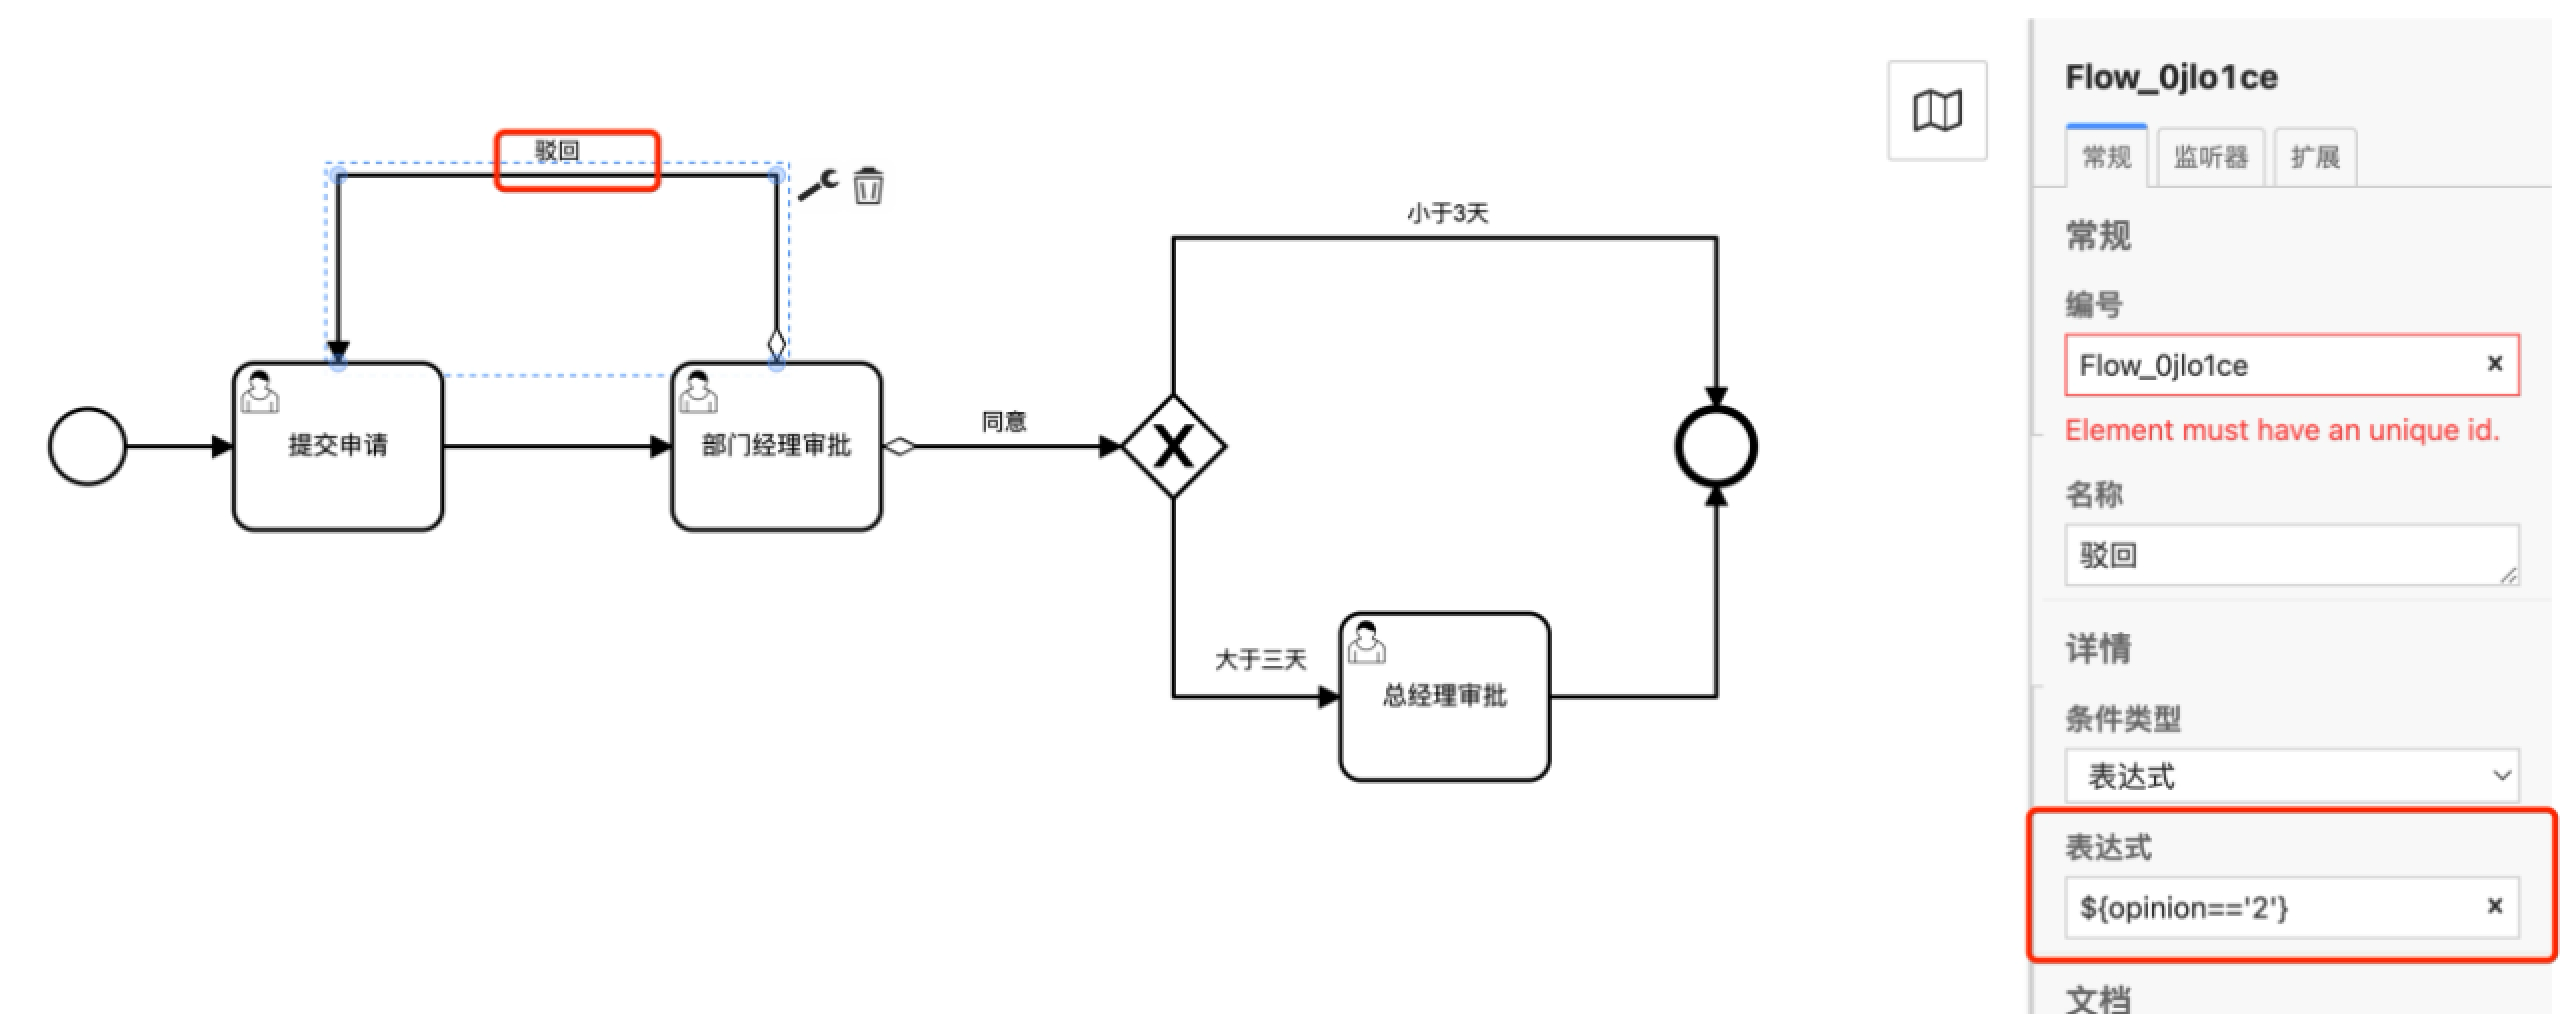 驳回
小于3天
提交申请
部门经理审批
同意
X
大于三天
总经理审批
Flow_0jlo1ce
常规
监听器
扩展
常规
编号
Flow_0jlo1ce
Element must have an unique id.
名称
驳回
详情
条件类型
表达式
表达式
${opinion=='2'}
文档